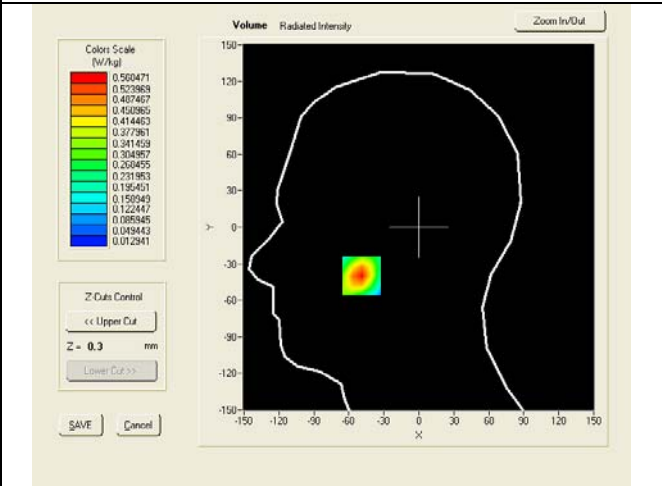 Volume Radiated Intensity
Zoom In/Out
Colors Scale
(W/kg)
0.560471
0.523969
0.487467
0.450965
0.414463
0.377961
0.341459
0.304957
0.268455
0.231953
0.195451
0.158949
0.122447
0.085945
0.049443
0.012941
Z-Cuts Control
<< Upper Cut
Z = 0.3 mm
Lower Cut >>
SAVE Cancel
150
120
90
60
30
0
-30
-60
-90
-120
-150
Y
-150 -120 -90 -60 -30 0 30 60 90 120 150
X